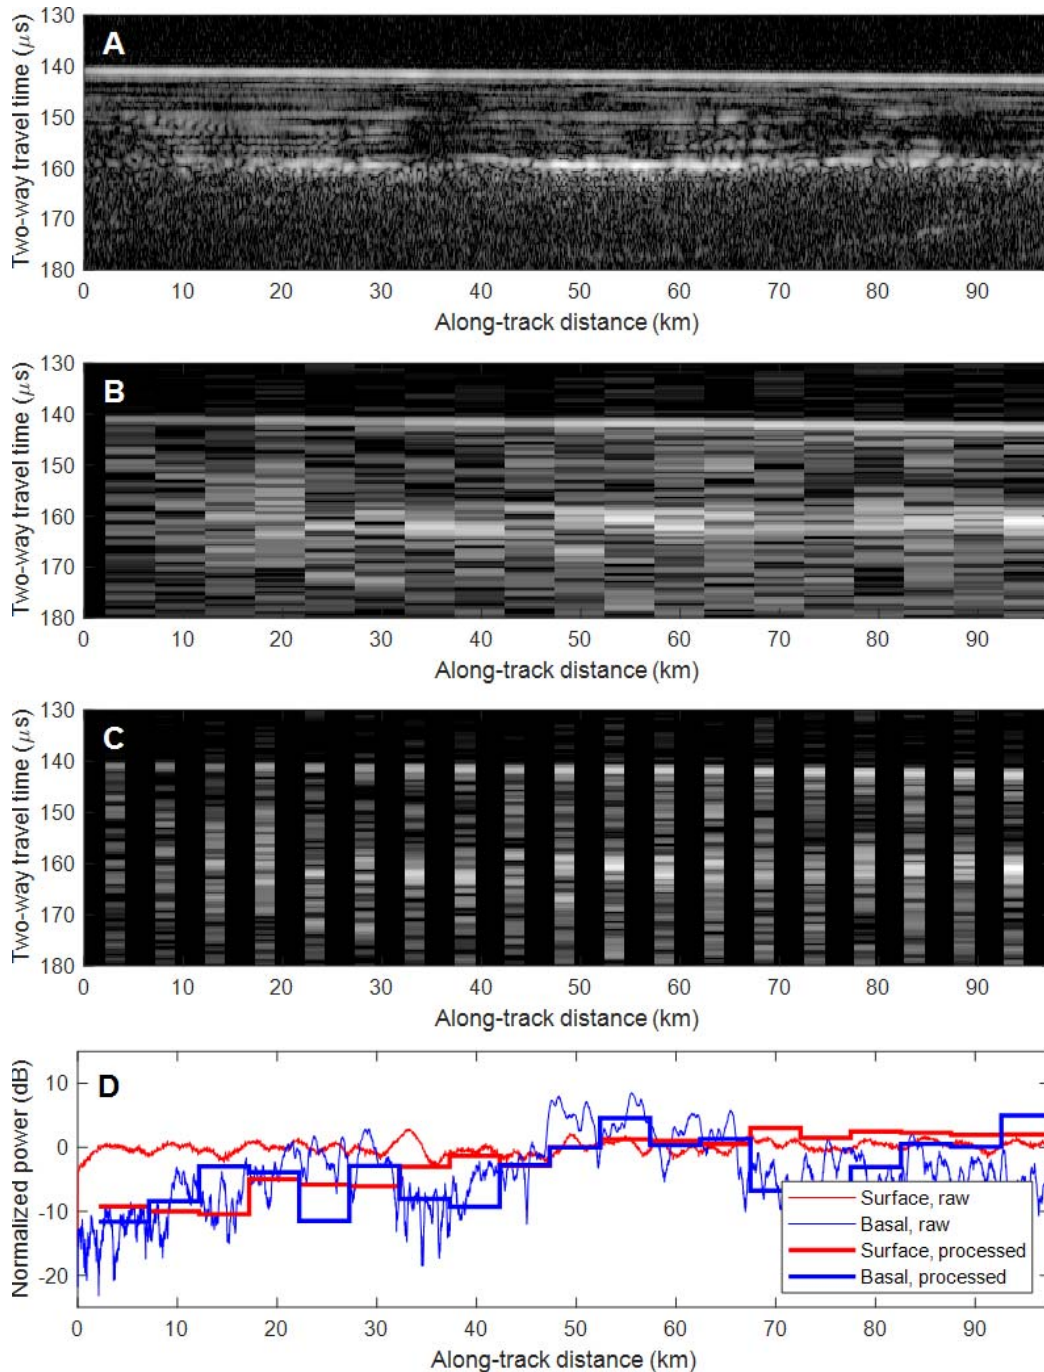 A
Two-way travel time (μs)
130
140
150
160
170
180
0 10 20 30 40 50 60 70 80 90
Along-track distance (km)
B
Two-way travel time (μs)
130
140
150
160
170
180
0 10 20 30 40 50 60 70 80 90
Along-track distance (km)
C
Two-way travel time (μs)
130
140
150
160
170
180
0 10 20 30 40 50 60 70 80 90
Along-track distance (km)
D
Normalized power (dB)
10
0
-10
-20
Surface, raw
Basal, raw
Surface, processed
Basal, processed
0 10 20 30 40 50 60 70 80 90
Along-track distance (km)